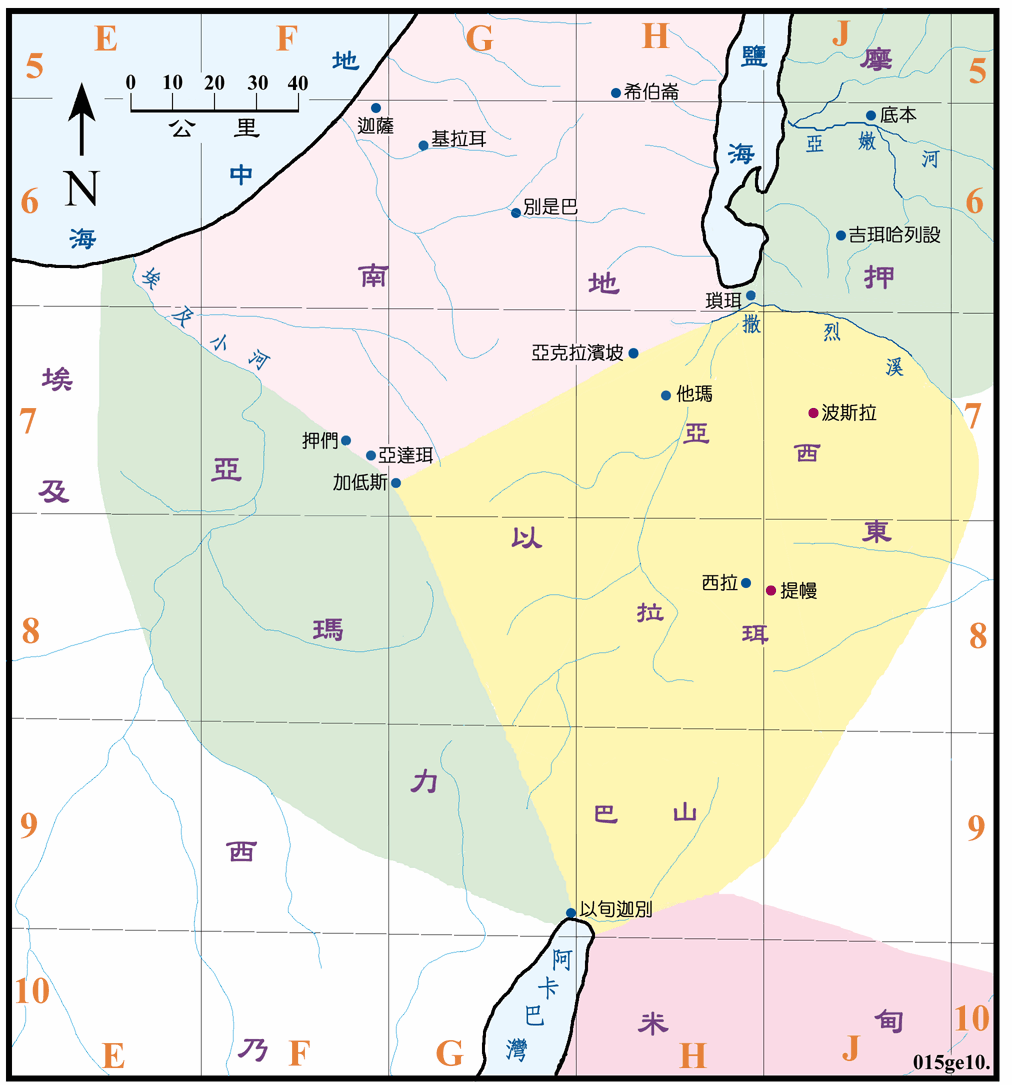 E F G H J
5 地 鹽 摩 5
0 10 20 30 40
公里
希伯崙
迦薩
底本
基拉耳
亞嫩河
海
中
N
6 6
別是巴
海
吉珥哈列設
埃及小河
南地
押
瑣珥
撒烈溪
亞克拉濱坡
埃
他瑪
7 波斯拉 7
押們
亞達珥
亞
西
亞
加低斯
及
以
東
西拉
提幔
拉
瑪
珥
8 8
力
巴山
9 9
西
以旬迦別
阿卡巴灣
10 10
米甸
乃
E F G H J
015ge10.